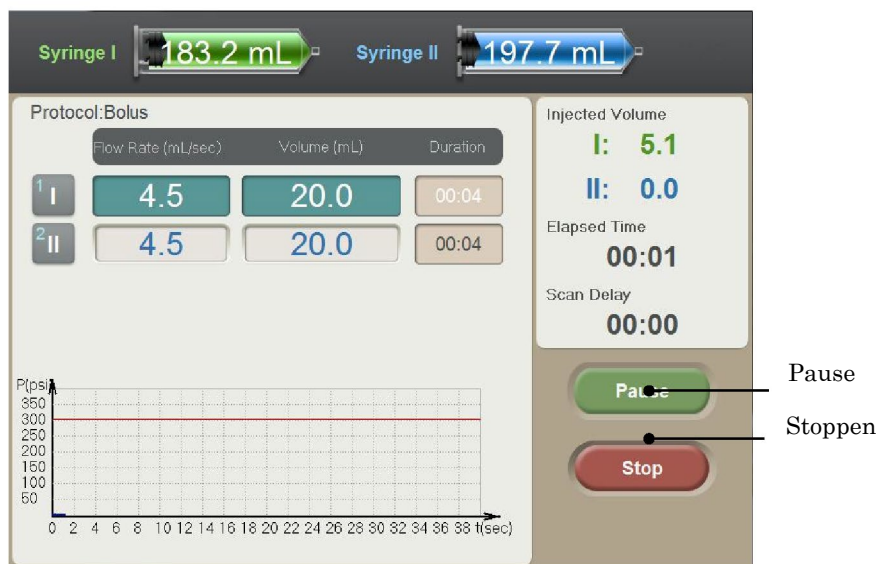 Syringe I 183.2 mL Syringe II 197.7 mL
Protocol:Bolus
Flow Rate (mL/sec) Volume (mL) Duration
1 I 4.5 20.0 00:04
2 II 4.5 20.0 00:04
Injected Volume
I: 5.1
II: 0.0
Elapsed Time
00:01
Scan Delay
00:00
P(psi)
350
300
250
200
150
100
50
0 2 4 6 8 10 12 14 16 18 20 22 24 26 28 30 32 34 36 38 t(sec)
Pause
Stop
Pause
Stoppen